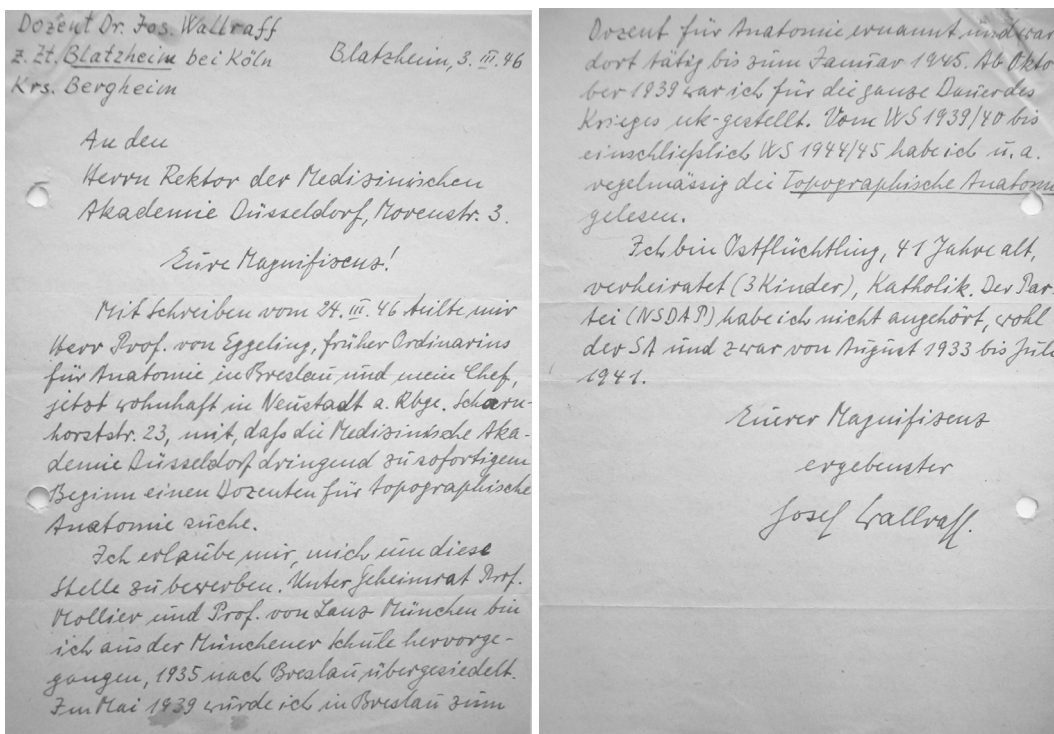 Dozent Dr. Jos. Wallraff
z. Zt. Blatzheim bei Köln
Blatzheim, 3. III. 46
Krs. Bergheim
An den
Herrn Rektor der Medizinischen
Akademie Düsseldorf, Moorenstr. 3.
Eure Magnifizenz!
Mit Schreiben vom 24. III. 46 teilte mir
Herr Prof. von Eggeling, früher Ordinarius
für Anatomie in Breslau und mein Chef,
jetzt wohnhaft in Neustadt a. Rbge. Scharn-
horststr. 23, mit, daß die Medizinische Aka-
demie Düsseldorf dringend zu sofortigem
Beginn einen Dozenten für topographische
Anatomie suche.
Ich erlaube mir, mich um diese
Stelle zu bewerben. Unter Geheimrat Prof.
Mollier und Prof. von Lanz München bin
ich aus der Münchener Schule hervorge-
gangen, 1935 nach Breslau übergesiedelt.
Im Mai 1939 wurde ich in Breslau zum
Dozent für Anatomie ernannt und war
dort tätig bis zum Januar 1945. Ab Okto
ber 1939 war ich für die ganze Dauer des
Krieges uk-gestellt. Vom WS 1939/40 bis
einschließlich WS 1944/45 habe ich u. a.
regelmässig die Topographische Anatom
gelesen.
Ich bin Ostflüchtling, 41 Jahre alt,
verheiratet (3 Kinder), Katholik. Der Par-
tei (NSDAP) habe ich nicht angehört, wohl
der SA und zwar von August 1933 bis Juli
1941.
Eurer Magnifizenz
ergebenster
Josef Wallraff.